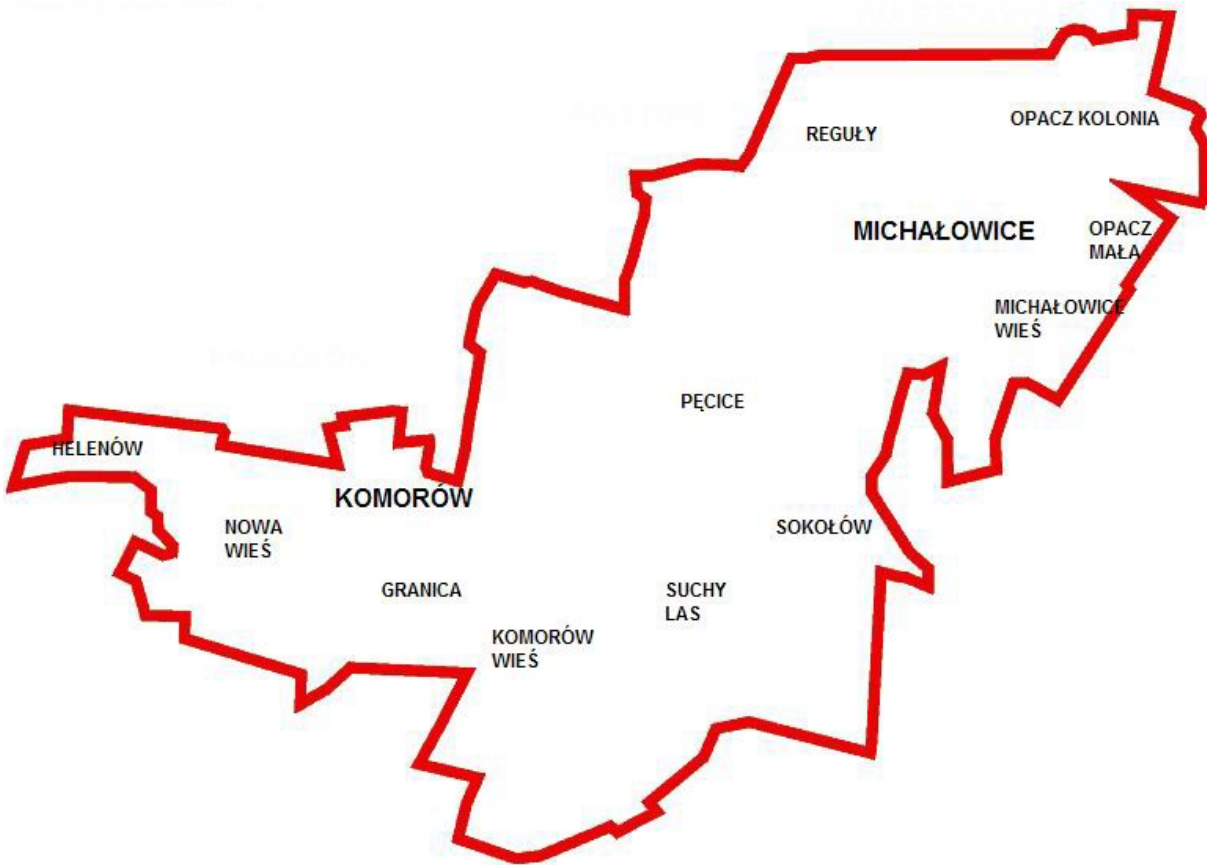 OPACZ KOLONIA
REGUŁY
MICHAŁOWICE
OPACZ
MAŁA
MICHAŁOWICE
WIEŚ
PĘCICE
HELENÓW
KOMORÓW
NOWA
WIEŚ
SOKOŁÓW
GRANICA
SUCHY
LAS
KOMORÓW
WIEŚ